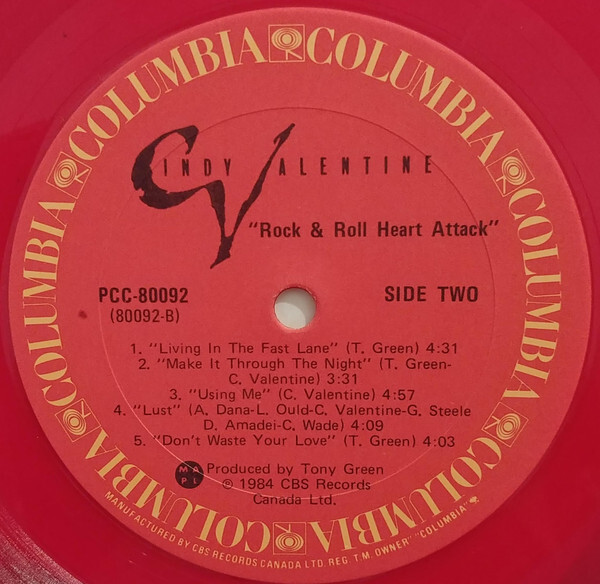 COLUMBIA COLUMBIA COLUMBIA COLUMBIA COLUMBIA COLUMBIA COLUMBIA COLUMBIA
CINDY VALENTINE
"Rock & Roll Heart Attack"
PCC-80092
(80092-B)
SIDE TWO
1. "Living In The Fast Lane" (T. Green) 4:31
2. "Make It Through The Night" (T. Green-
C. Valentine) 3:31
3. "Using Me" (C. Valentine) 4:57
4. "Lust" (A. Dana-L. Ould-C. Valentine-G. Steele
D. Amadei-C. Wade) 4:09
5. "Don't Waste Your Love" (T. Green) 4:03
MAPL
Produced by Tony Green
℗ 1984 CBS Records
Canada Ltd.
MANUFACTURED BY CBS RECORDS CANADA LTD. REG. T.M. OWNER" "COLUMBIA",